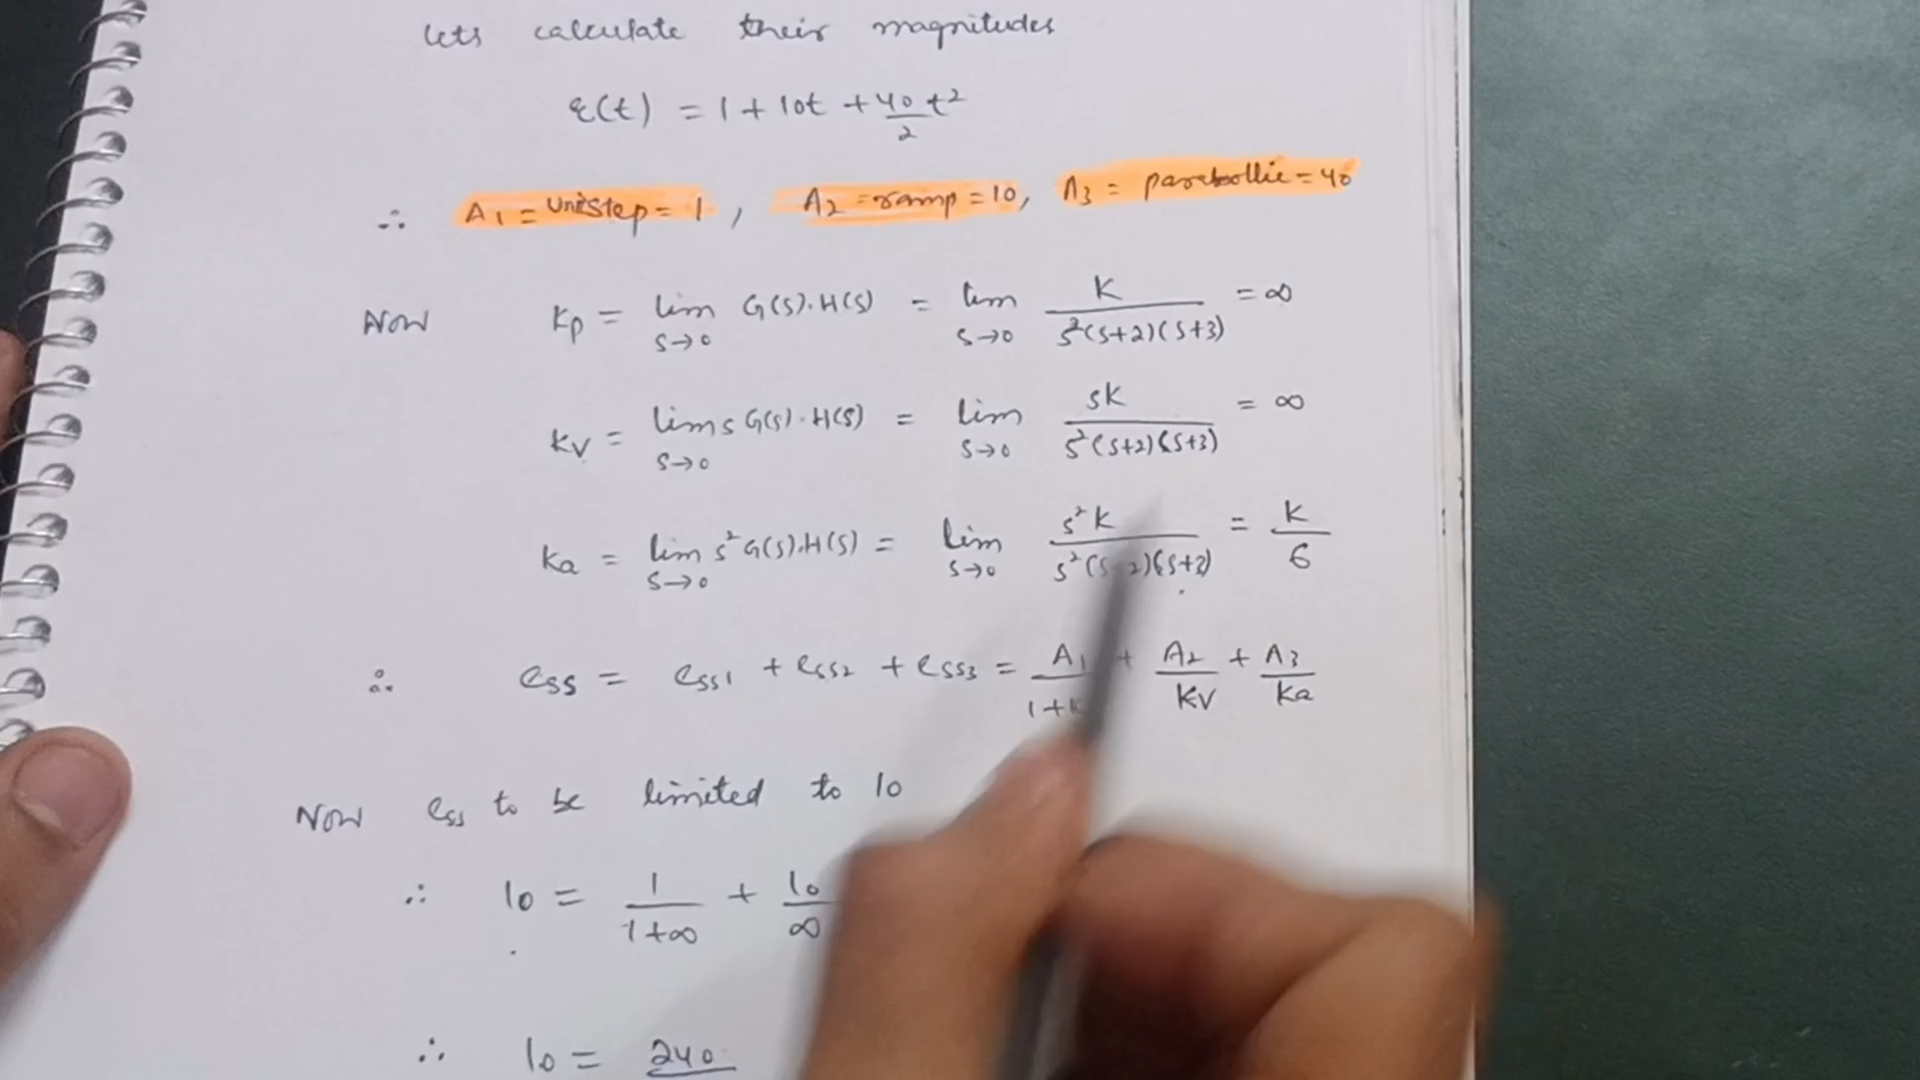 Lets calculate their magnitudes
r(t) = 1 + 10t + 40/2 t²
∴ A1 = Unistep = 1 , A2 = ramp = 10, A3 = parabollic = 40
Now Kp = lim s→0 G(s).H(s) = lim s→0 K / s²(s+2)(s+3) = ∞
Kv = lim s→0 s G(s).H(s) = lim s→0 sK / s²(s+2)(s+3) = ∞
Ka = lim s→0 s² G(s).H(s) = lim s→0 s²K / s²(s 2)(s+3) = K/6
∴ ess = ess1 + ess2 + ess3 = A1 / 1+K + A2/Kv + A3/Ka
Now ess to be limited to 10
∴ 10 = 1/1+∞ + 10/∞
∴ 10 = 240